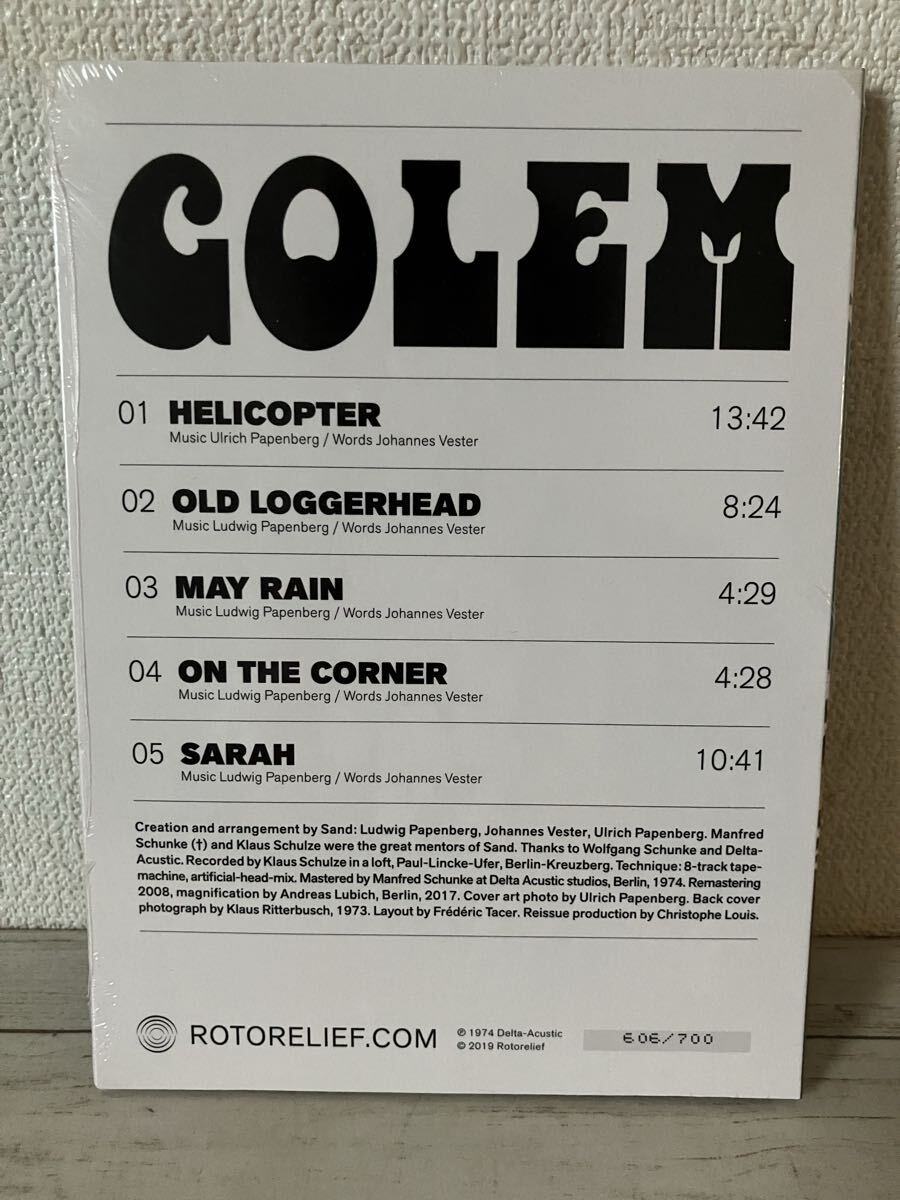 GOLEM
01 HELICOPTER 13:42
Music Ulrich Papenberg / Words Johannes Vester
02 OLD LOGGERHEAD 8:24
Music Ludwig Papenberg / Words Johannes Vester
03 MAY RAIN 4:29
Music Ludwig Papenberg / Words Johannes Vester
04 ON THE CORNER 4:28
Music Ludwig Papenberg / Words Johannes Vester
05 SARAH 10:41
Music Ludwig Papenberg / Words Johannes Vester
Creation and arrangement by Sand: Ludwig Papenberg, Johannes Vester, Ulrich Papenberg. Manfred
Schunke (†) and Klaus Schulze were the great mentors of Sand. Thanks to Wolfgang Schunke and Delta-
Acustic. Recorded by Klaus Schulze in a loft, Paul-Lincke-Ufer, Berlin-Kreuzberg. Technique: 8-track tape-
machine, artificial-head-mix. Mastered by Manfred Schunke at Delta Acustic studios, Berlin, 1974. Remastering
2008, magnification by Andreas Lubich, Berlin, 2017. Cover art photo by Ulrich Papenberg. Back cover
photograph by Klaus Ritterbusch, 1973. Layout by Frédéric Tacer. Reissue production by Christophe Louis.
ROTORELIEF.COM
℗ 1974 Delta-Acustic
© 2019 Rotorelief
606/700